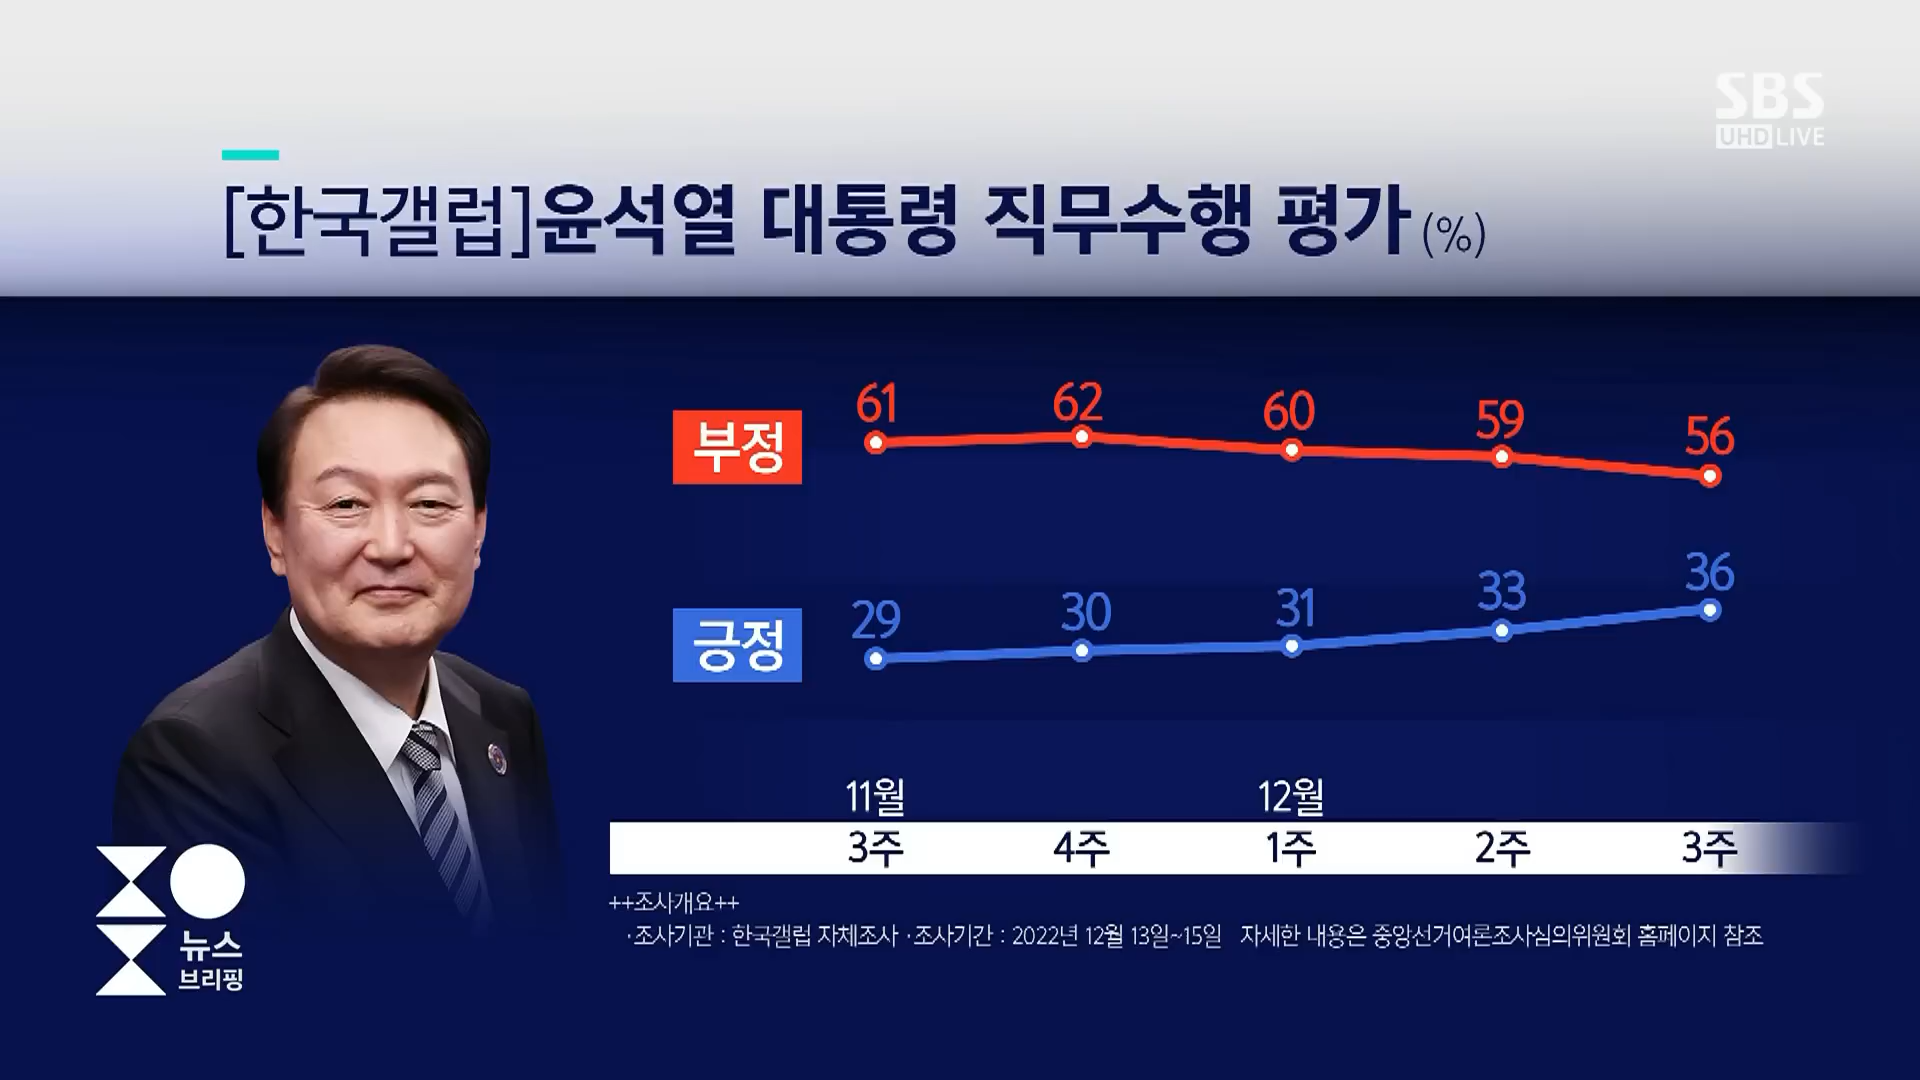 SBS
UHD LIVE
[한국갤럽]윤석열 대통령 직무수행 평가 (%)
61 62 60 59 56
부정
29 30 31 33 36
긍정
11월 12월
3주 4주 1주 2주 3주
++조사개요++
·조사기관 : 한국갤럽 자체조사 ·조사기간 : 2022년 12월 13일~15일 자세한 내용은 중앙선거여론조사심의위원회 홈페이지 참조
뉴스
브리핑